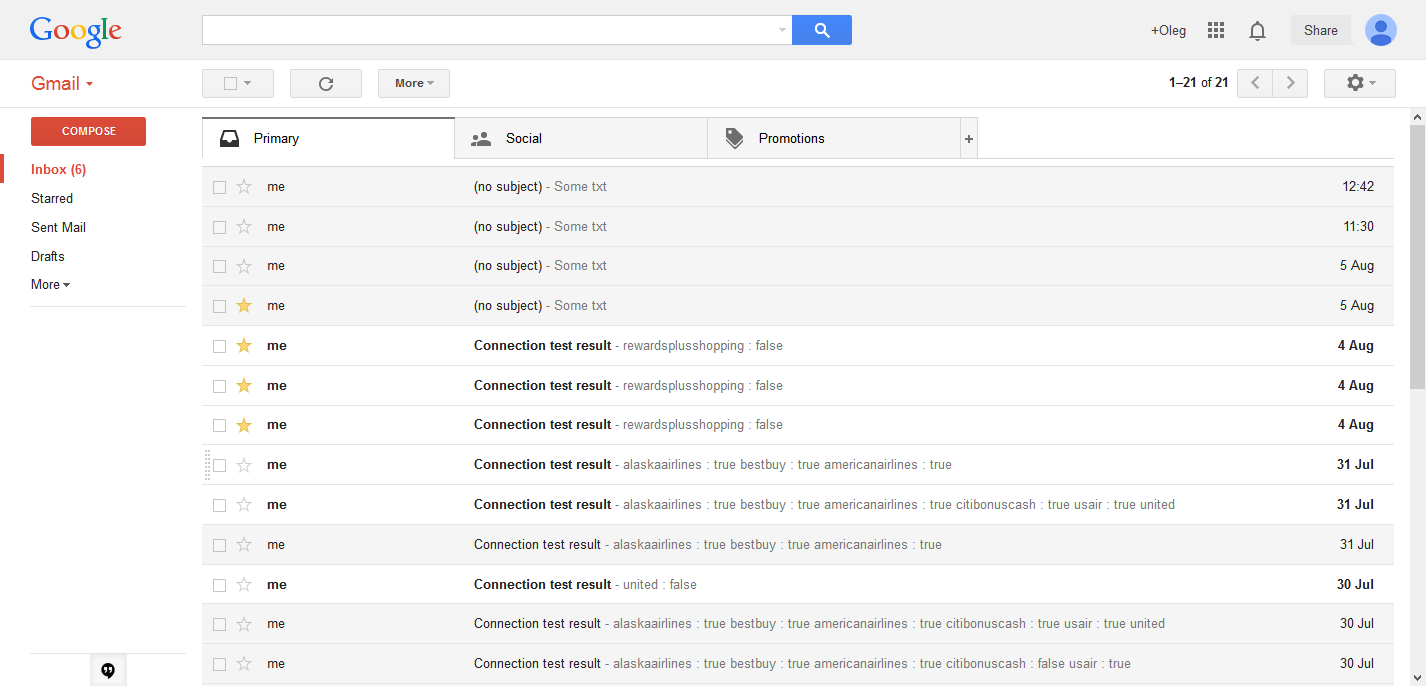 Google
+Oleg
Share
Gmail
More
1–21 of 21
COMPOSE
Inbox (6)
Starred
Sent Mail
Drafts
More
Primary
Social
Promotions
+
me (no subject) - Some txt 12:42
me (no subject) - Some txt 11:30
me (no subject) - Some txt 5 Aug
me (no subject) - Some txt 5 Aug
me Connection test result - rewardsplusshopping : false 4 Aug
me Connection test result - rewardsplusshopping : false 4 Aug
me Connection test result - rewardsplusshopping : false 4 Aug
me Connection test result - alaskaairlines : true bestbuy : true americanairlines : true 31 Jul
me Connection test result - alaskaairlines : true bestbuy : true americanairlines : true citibonuscash : true usair : true united 31 Jul
me Connection test result - alaskaairlines : true bestbuy : true americanairlines : true 31 Jul
me Connection test result - united : false 30 Jul
me Connection test result - alaskaairlines : true bestbuy : true americanairlines : true citibonuscash : true usair : true united 30 Jul
me Connection test result - alaskaairlines : true bestbuy : true americanairlines : true citibonuscash : false usair : true 30 Jul